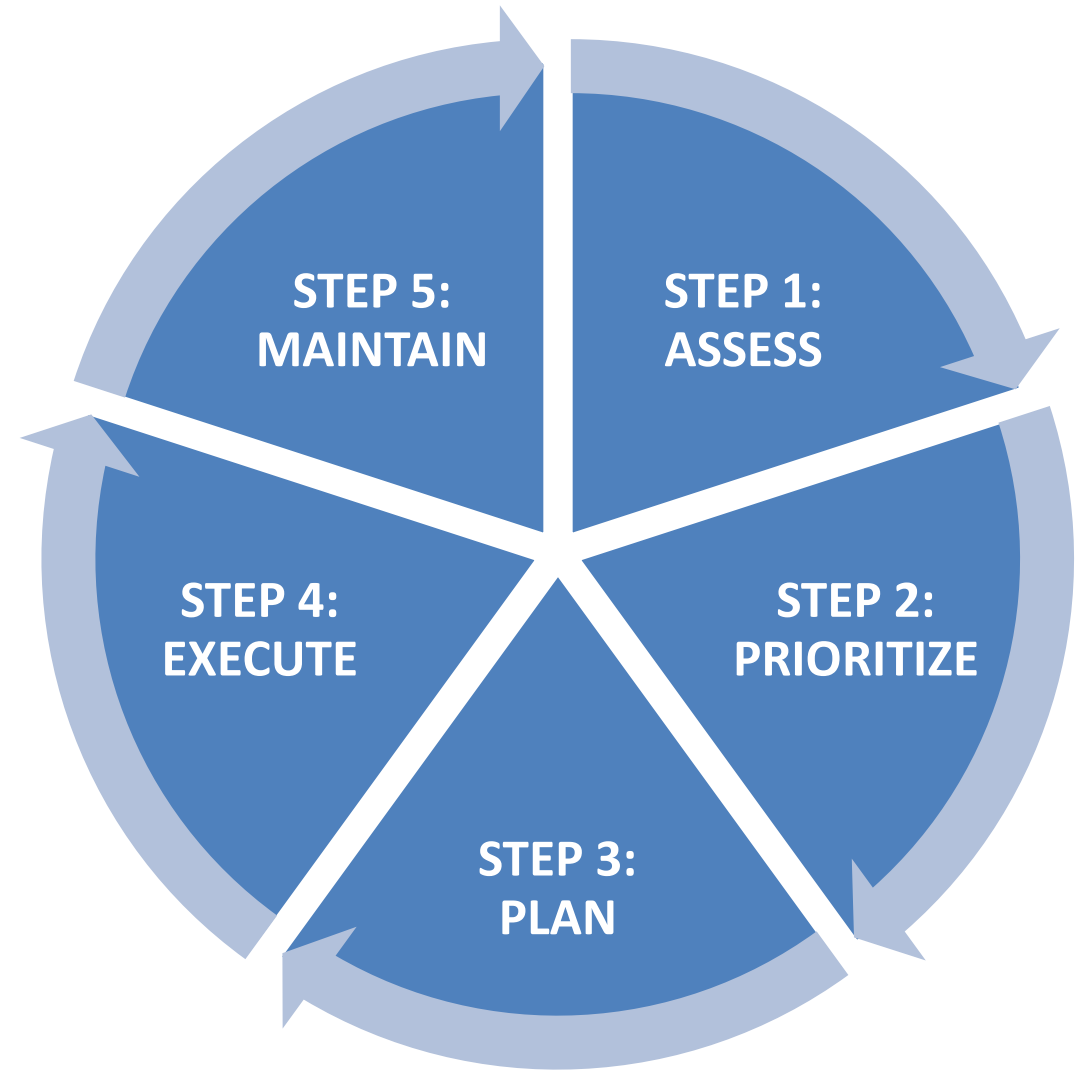 STEP 1:
ASSESS
STEP 2:
PRIORITIZE
STEP 3:
PLAN
STEP 4:
EXECUTE
STEP 5:
MAINTAIN